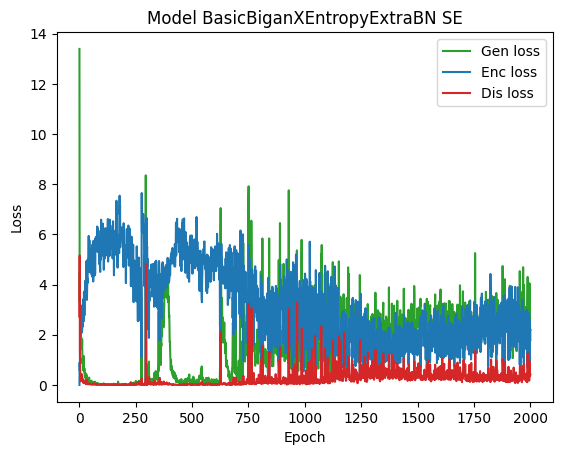 Model BasicBiganXEntropyExtraBN SE
Gen loss
Enc loss
Dis loss
14
12
10
8
6
4
2
0
Loss
0 250 500 750 1000 1250 1500 1750 2000
Epoch